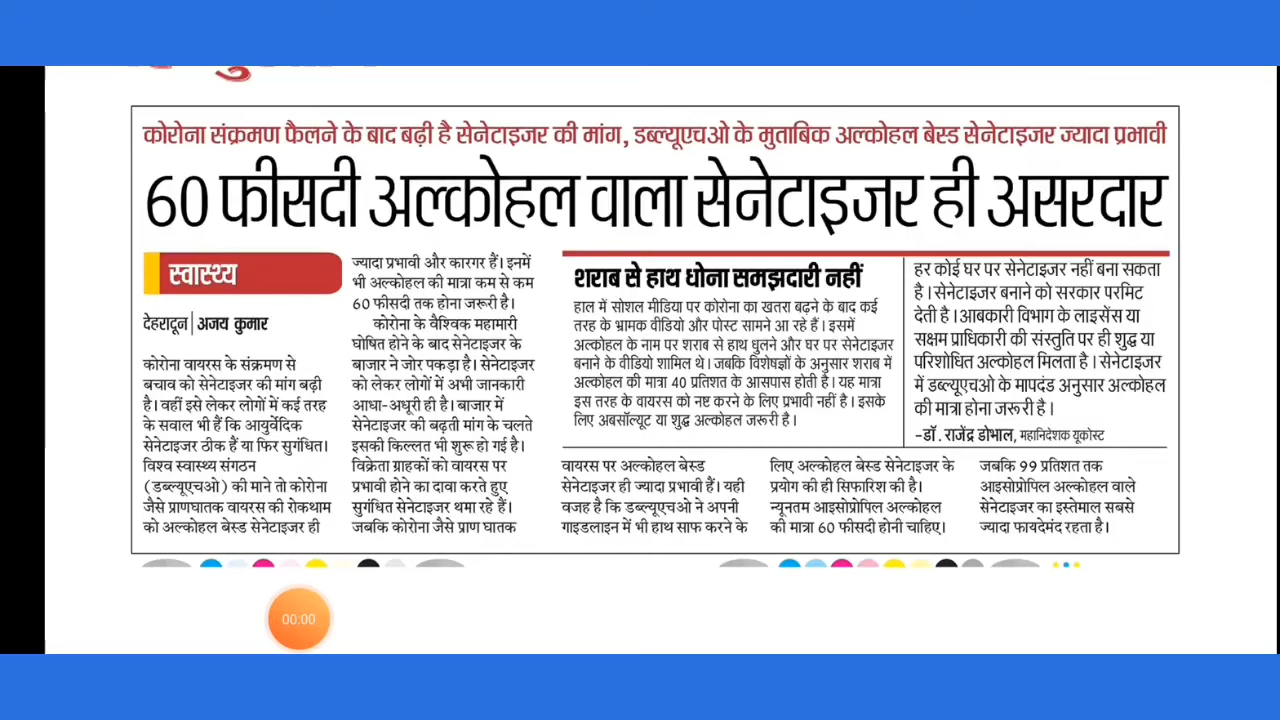 कोरोना संक्रमण फैलने के बाद बढ़ी है सेनेटाइजर की मांग, डब्ल्यूएचओ के मुताबिक अल्कोहल बेस्ड सेनेटाइजर ज्यादा प्रभावी
60 फीसदी अल्कोहल वाला सेनेटाइजर ही असरदार
स्वास्थ्य
देहरादून | अजय कुमार
कोरोना वायरस के संक्रमण से
बचाव को सेनेटाइजर की मांग बढ़ी
है। वहीं इसे लेकर लोगों में कई तरह
के सवाल भी हैं कि आयुर्वेदिक
सेनेटाइजर ठीक हैं या फिर सुगंधित।
विश्व स्वास्थ्य संगठन
(डब्ल्यूएचओ) की माने तो कोरोना
जैसे प्राणघातक वायरस की रोकथाम
को अल्कोहल बेस्ड सेनेटाइजर ही
ज्यादा प्रभावी और कारगर हैं। इनमें
भी अल्कोहल की मात्रा कम से कम
60 फीसदी तक होना जरूरी है।
कोरोना के वैश्विक महामारी
घोषित होने के बाद सेनेटाइजर के
बाजार ने जोर पकड़ा है। सेनेटाइजर
को लेकर लोगों में अभी जानकारी
आधा-अधूरी ही है। बाजार में
सेनेटाइजर की बढ़ती मांग के चलते
इसकी किल्लत भी शुरू हो गई है।
विक्रेता ग्राहकों को वायरस पर
प्रभावी होने का दावा करते हुए
सुगंधित सेनेटाइजर थमा रहे हैं।
जबकि कोरोना जैसे प्राण घातक
शराब से हाथ धोना समझदारी नहीं
हाल में सोशल मीडिया पर कोरोना का खतरा बढ़ने के बाद कई
तरह के भ्रामक वीडियो और पोस्ट सामने आ रहे हैं। इसमें
अल्कोहल के नाम पर शराब से हाथ धुलने और घर पर सेनेटाइजर
बनाने के वीडियो शामिल थे। जबकि विशेषज्ञों के अनुसार शराब में
अल्कोहल की मात्रा 40 प्रतिशत के आसपास होती है। यह मात्रा
इस तरह के वायरस को नष्ट करने के लिए प्रभावी नहीं है। इसके
लिए अबसॉल्यूट या शुद्ध अल्कोहल जरूरी है।
हर कोई घर पर सेनेटाइजर नहीं बना सकता
है। सेनेटाइजर बनाने को सरकार परमिट
देती है। आबकारी विभाग के लाइसेंस या
सक्षम प्राधिकारी की संस्तुति पर ही शुद्ध या
परिशोधित अल्कोहल मिलता है। सेनेटाइजर
में डब्ल्यूएचओ के मापदंड अनुसार अल्कोहल
की मात्रा होना जरूरी है।
-डॉ. राजेंद्र डोभाल, महानिदेशक यूकोस्ट
वायरस पर अल्कोहल बेस्ड
सेनेटाइजर ही ज्यादा प्रभावी हैं। यही
वजह है कि डब्ल्यूएचओ ने अपनी
गाइडलाइन में भी हाथ साफ करने के
लिए अल्कोहल बेस्ड सेनेटाइजर के
प्रयोग की ही सिफारिश की है।
न्यूनतम आइसोप्रोपिल अल्कोहल
की मात्रा 60 फीसदी होनी चाहिए।
जबकि 99 प्रतिशत तक
आइसोप्रोपिल अल्कोहल वाले
सेनेटाइजर का इस्तेमाल सबसे
ज्यादा फायदेमंद रहता है।
00:00